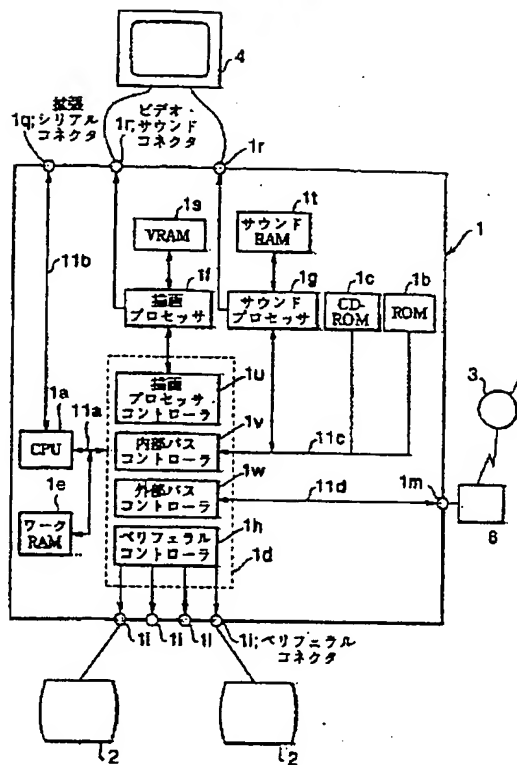 4
拡張
1q;シリアル
コネクタ
ビデオ・
1r;サウンド
コネクタ
1r
1s
VRAM
1t
サウンド
RAM
1
11b
1f
描画
プロセッサ
1g
サウンド
プロセッサ
1c
CD-
ROM
1b
ROM
3
1a
11a
CPU
描画
プロセッサ
コントローラ
1u
内部バス
コントローラ
1v
11c
1e
ワーク
RAM
外部バス
コントローラ
1w
11d
1m
6
ペリフェラル
コントローラ
1h
1d
1i
1i
1i
1i;ペリフェラル
コネクタ
2
2